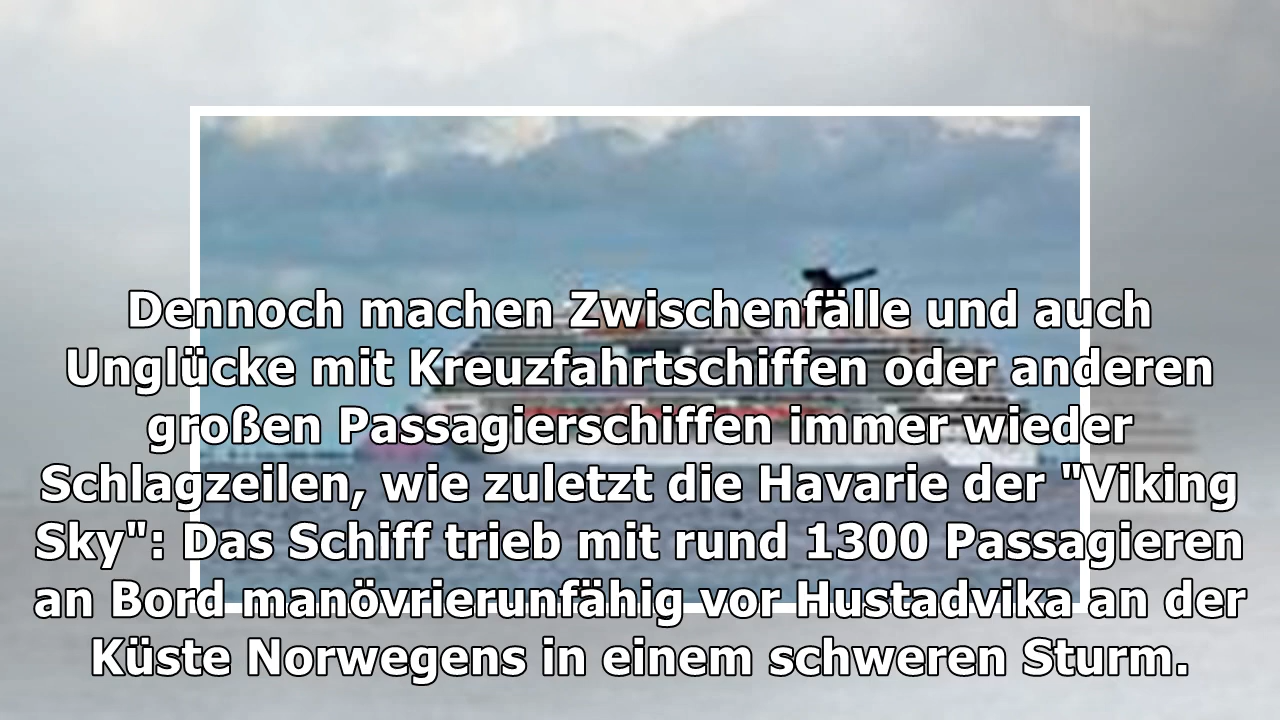 Dennoch machen Zwischenfälle und auch
Unglücke mit Kreuzfahrtschiffen oder anderen
großen Passagierschiffen immer wieder
Schlagzeilen, wie zuletzt die Havarie der "Viking
Sky": Das Schiff trieb mit rund 1300 Passagieren
an Bord manövrierunfähig vor Hustadvika an der
Küste Norwegens in einem schweren Sturm.